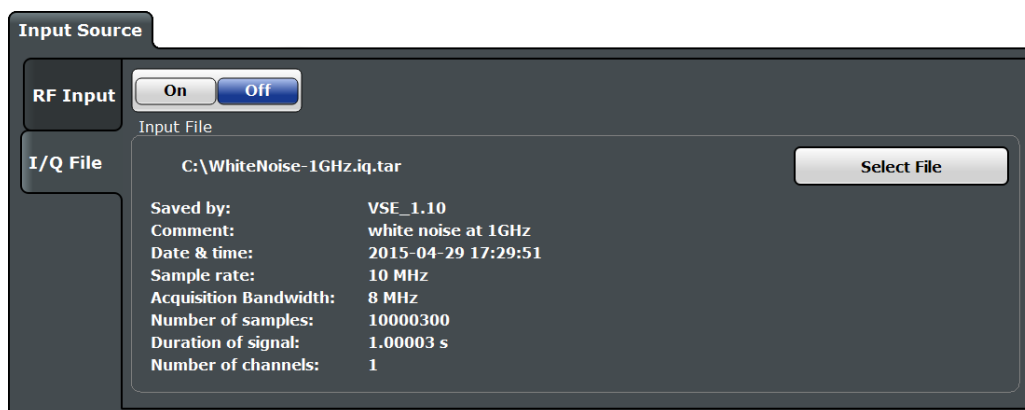 Input Source
RF Input
On Off
Input File
I/Q File
C:\WhiteNoise-1GHz.iq.tar
Select File
Saved by: VSE_1.10
Comment: white noise at 1GHz
Date & time: 2015-04-29 17:29:51
Sample rate: 10 MHz
Acquisition Bandwidth: 8 MHz
Number of samples: 10000300
Duration of signal: 1.00003 s
Number of channels: 1